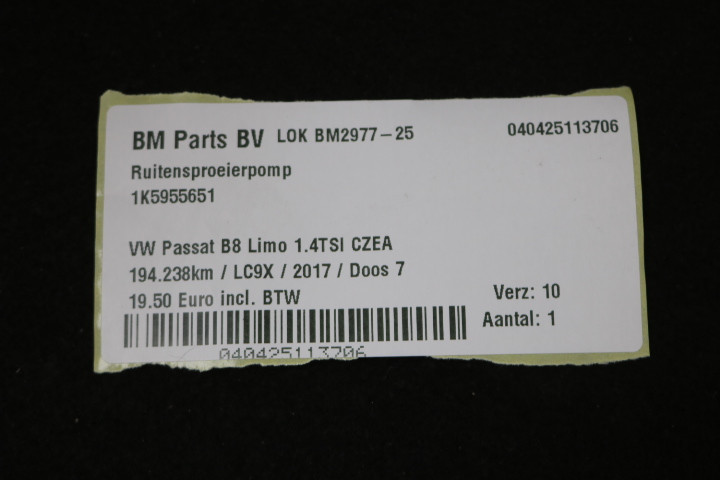 BM Parts BV LOK BM2977-25 040425113706
Ruitensproeierpomp
1K5955651
VW Passat B8 Limo 1.4TSI CZEA
194.238km / LC9X / 2017 / Doos 7
19.50 Euro incl. BTW Verz: 10
Aantal: 1
040425113706